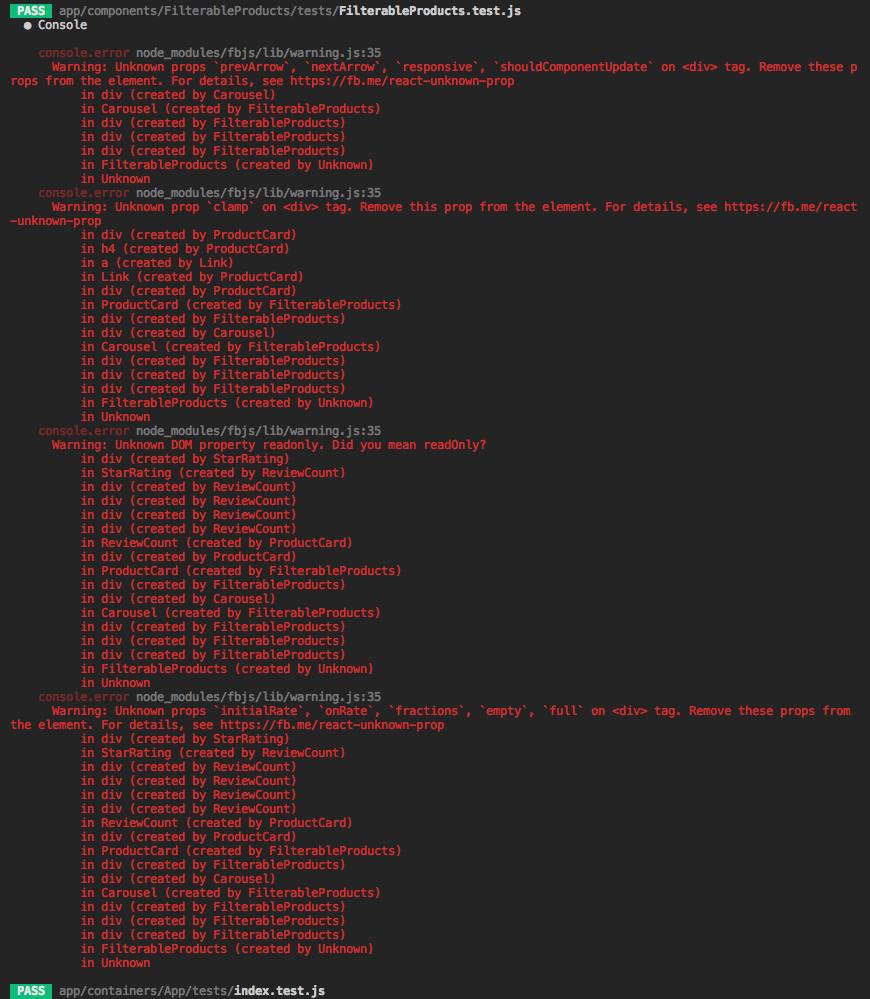 PASS app/components/FilterableProducts/tests/FilterableProducts.test.js
● Console
console.error node_modules/fbjs/lib/warning.js:35
Warning: Unknown props `prevArrow`, `nextArrow`, `responsive`, `shouldComponentUpdate` on <div> tag. Remove these p
rops from the element. For details, see https://fb.me/react-unknown-prop
in div (created by Carousel)
in Carousel (created by FilterableProducts)
in div (created by FilterableProducts)
in div (created by FilterableProducts)
in div (created by FilterableProducts)
in FilterableProducts (created by Unknown)
in Unknown
console.error node_modules/fbjs/lib/warning.js:35
Warning: Unknown prop `clamp` on <div> tag. Remove this prop from the element. For details, see https://fb.me/react
-unknown-prop
in div (created by ProductCard)
in h4 (created by ProductCard)
in a (created by Link)
in Link (created by ProductCard)
in div (created by ProductCard)
in ProductCard (created by FilterableProducts)
in div (created by FilterableProducts)
in div (created by Carousel)
in Carousel (created by FilterableProducts)
in div (created by FilterableProducts)
in div (created by FilterableProducts)
in div (created by FilterableProducts)
in FilterableProducts (created by Unknown)
in Unknown
console.error node_modules/fbjs/lib/warning.js:35
Warning: Unknown DOM property readonly. Did you mean readOnly?
in div (created by StarRating)
in StarRating (created by ReviewCount)
in div (created by ReviewCount)
in div (created by ReviewCount)
in div (created by ReviewCount)
in div (created by ReviewCount)
in ReviewCount (created by ProductCard)
in div (created by ProductCard)
in ProductCard (created by FilterableProducts)
in div (created by FilterableProducts)
in div (created by Carousel)
in Carousel (created by FilterableProducts)
in div (created by FilterableProducts)
in div (created by FilterableProducts)
in div (created by FilterableProducts)
in FilterableProducts (created by Unknown)
in Unknown
console.error node_modules/fbjs/lib/warning.js:35
Warning: Unknown props `initialRate`, `onRate`, `fractions`, `empty`, `full` on <div> tag. Remove these props from
the element. For details, see https://fb.me/react-unknown-prop
in div (created by StarRating)
in StarRating (created by ReviewCount)
in div (created by ReviewCount)
in div (created by ReviewCount)
in div (created by ReviewCount)
in div (created by ReviewCount)
in ReviewCount (created by ProductCard)
in div (created by ProductCard)
in ProductCard (created by FilterableProducts)
in div (created by FilterableProducts)
in div (created by Carousel)
in Carousel (created by FilterableProducts)
in div (created by FilterableProducts)
in div (created by FilterableProducts)
in div (created by FilterableProducts)
in FilterableProducts (created by Unknown)
in Unknown
PASS app/containers/App/tests/index.test.js